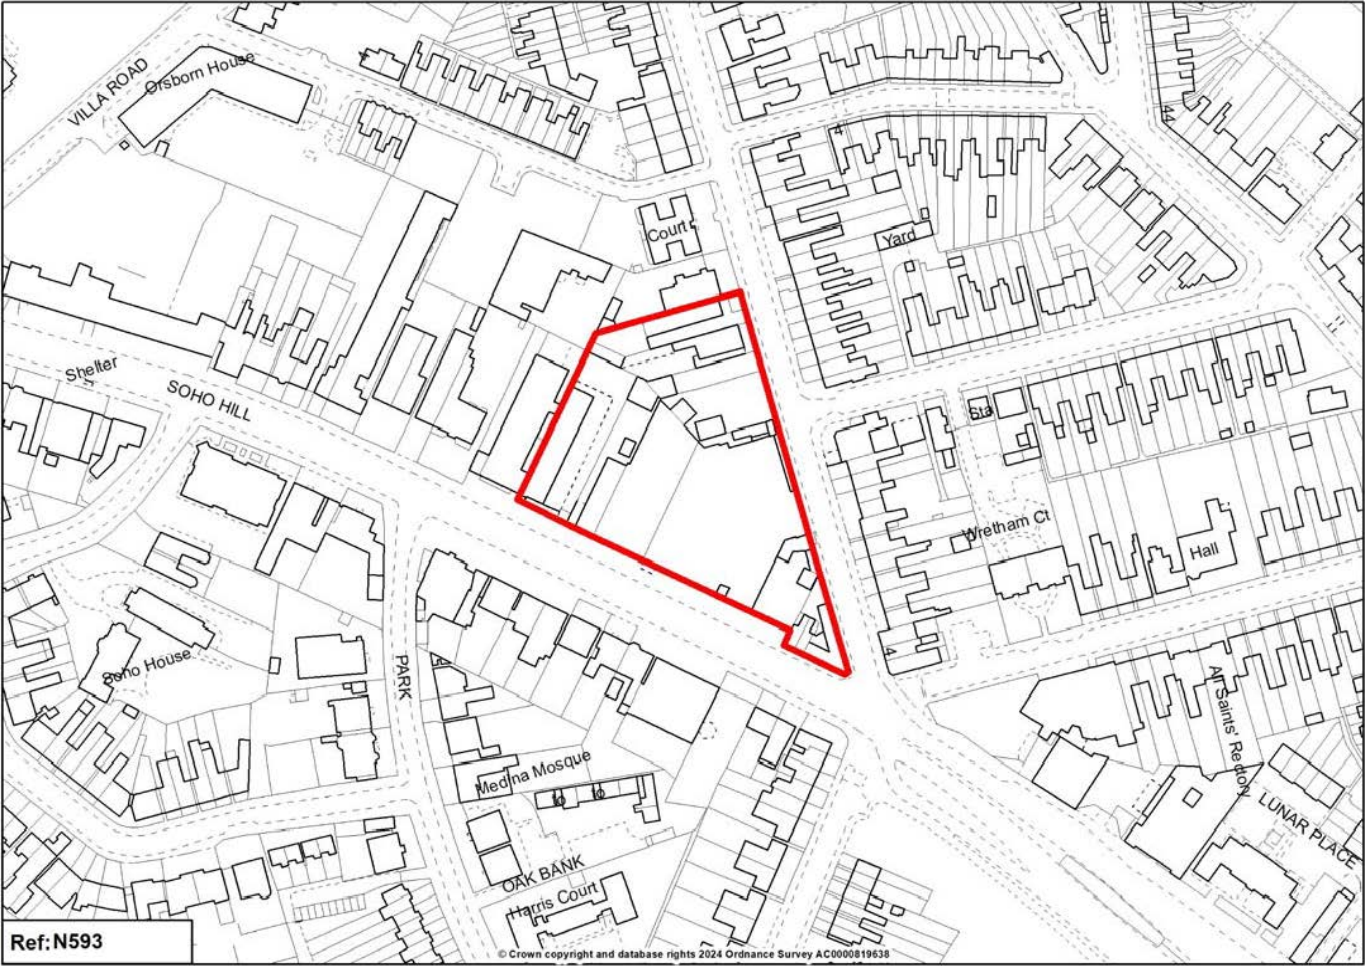 VILLA ROAD
Orsborn House
44
4
Court
Yard
Shelter
SOHO HILL
Sta
Wretham Ct
Hall
Soho House
PARK
4
All Saints' Rectory
Medina Mosque
to
to
LUNAR PLACE
OAK BANK
Harris Court
Ref:N593
© Crown copyright and database rights 2024 Ordnance Survey AC0000819638